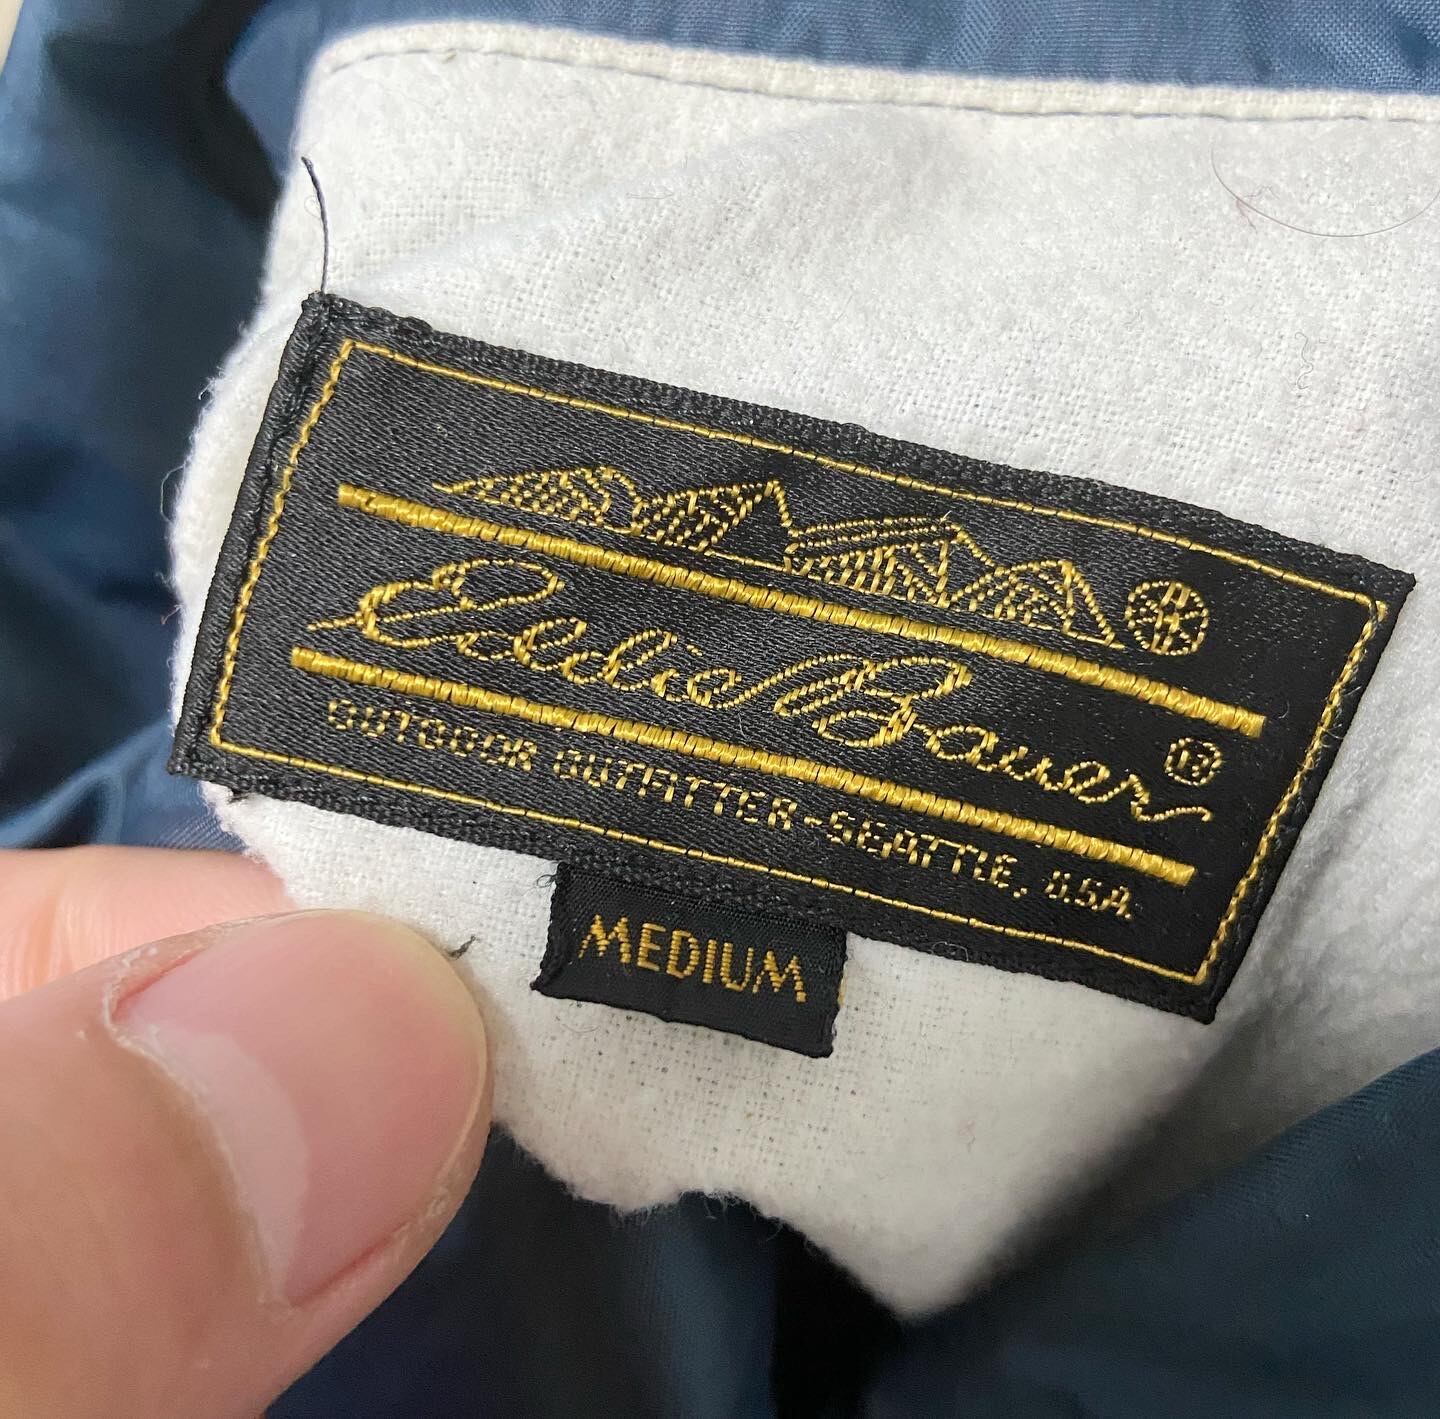 Eddie Bauer®
OUTDOOR OUTFITTER-SEATTLE, U.S.A.
MEDIUM